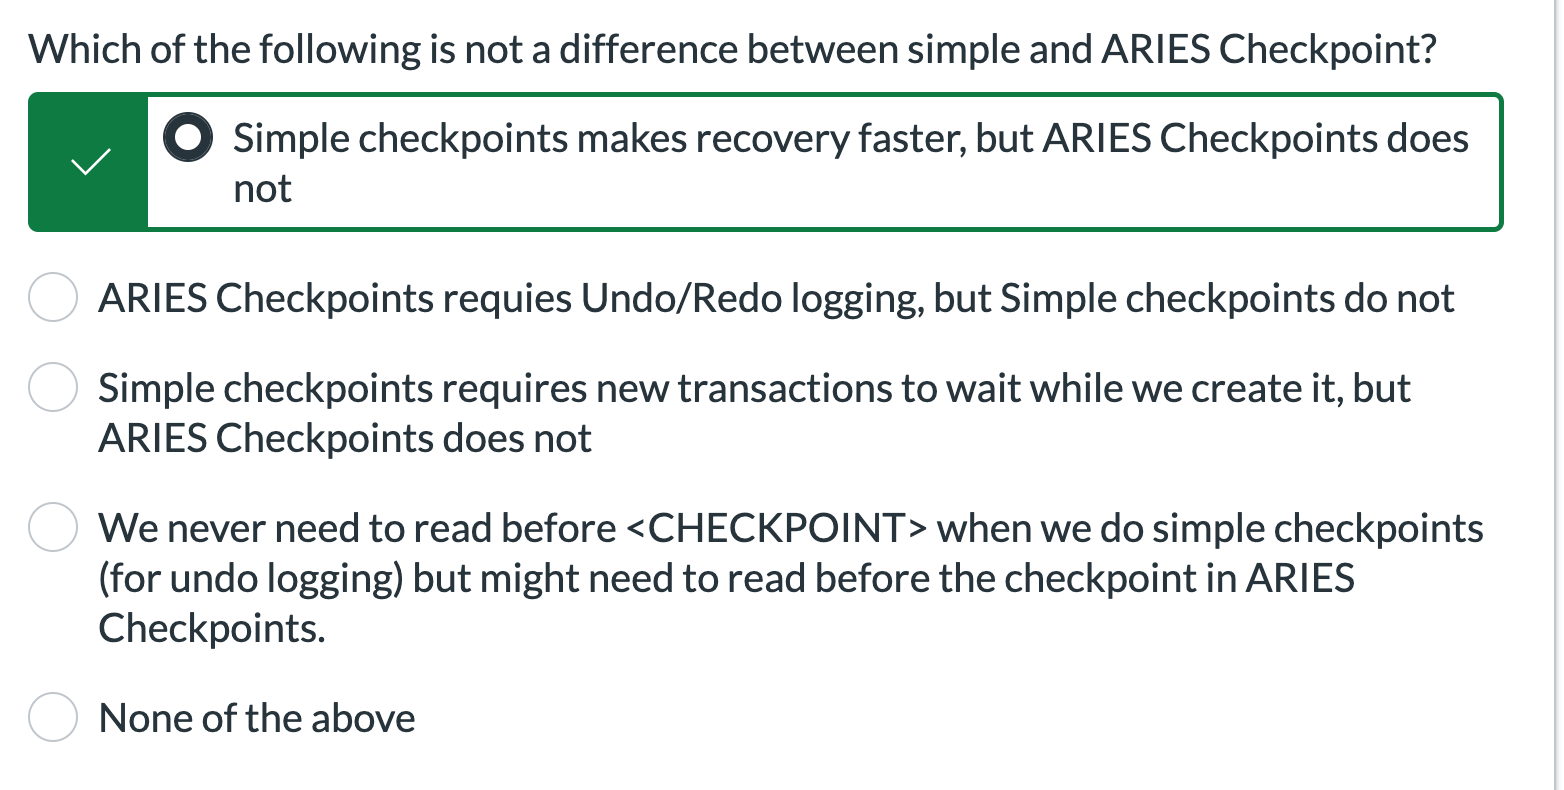 Which of the following is not a difference between simple and ARIES Checkpoint?
Simple checkpoints makes recovery faster, but ARIES Checkpoints does
not
ARIES Checkpoints requies Undo/Redo logging, but Simple checkpoints do not
Simple checkpoints requires new transactions to wait while we create it, but
ARIES Checkpoints does not
We never need to read before <CHECKPOINT> when we do simple checkpoints
(for undo logging) but might need to read before the checkpoint in ARIES
Checkpoints.
None of the above